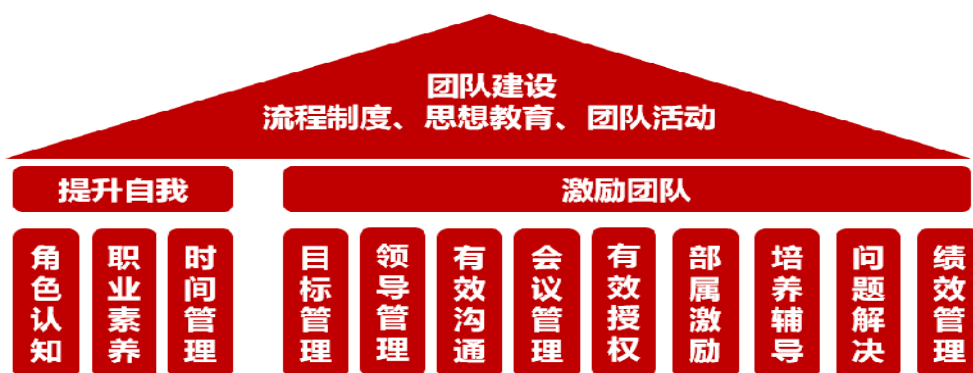 团队建设
流程制度、思想教育、团队活动
提升自我
激励团队
角色认知
职业素养
时间管理
目标管理
领导管理
有效沟通
会议管理
有效授权
部属激励
培养辅导
问题解决
绩效管理